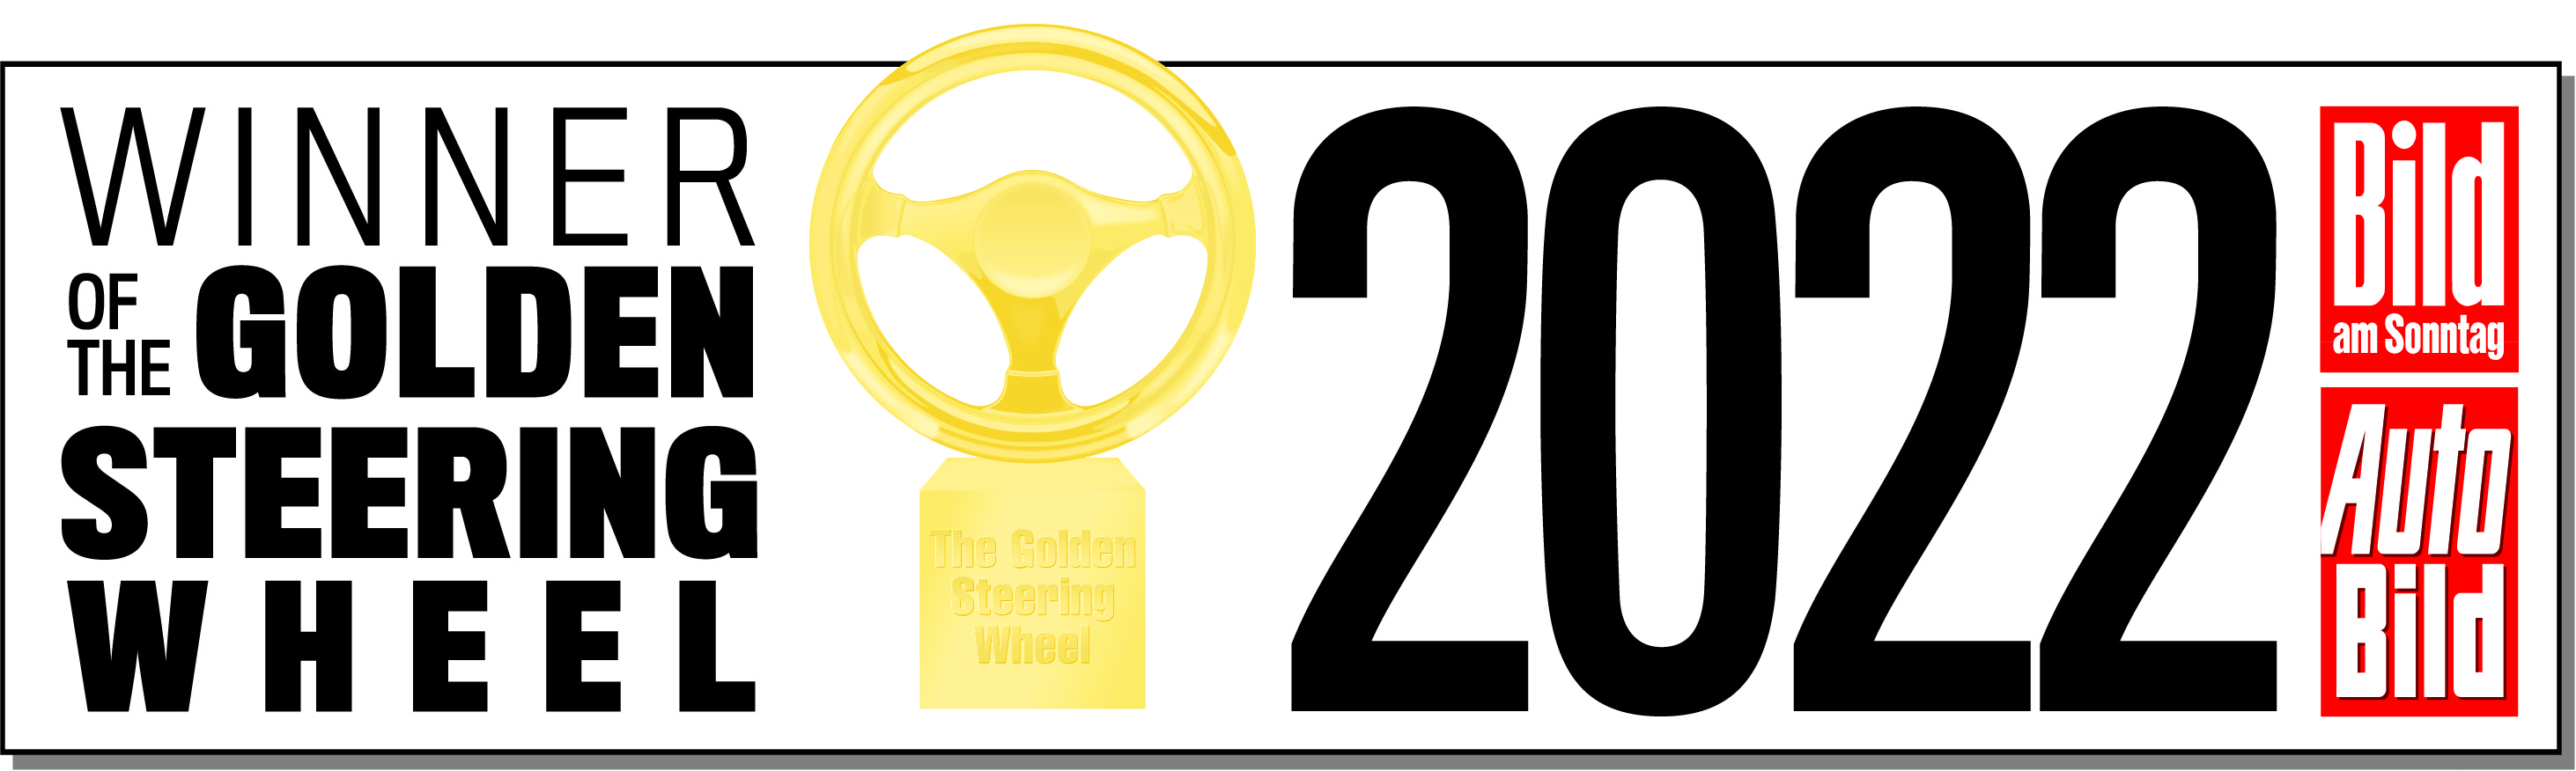 WINNER
OF THE GOLDEN
STEERING
WHEEL
The Golden
Steering
Wheel
2022
Bild
am Sonntag
Auto
Bild